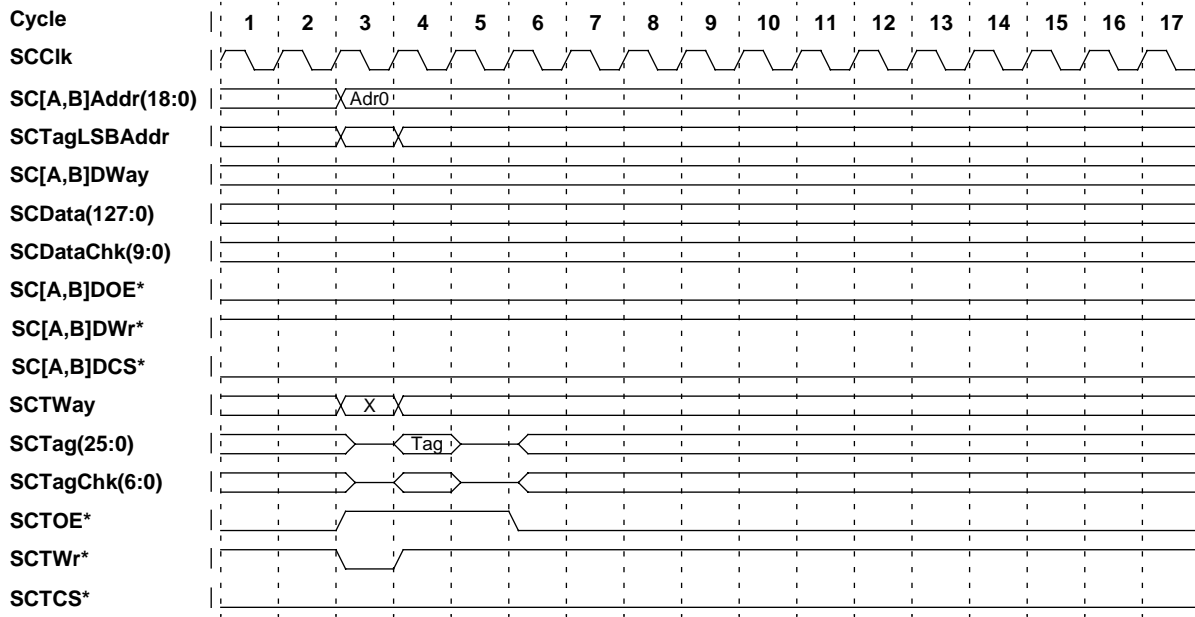 Cycle 1 2 3 4 5 6 7 8 9 10 11 12 13 14 15 16 17
SCClk
SC[A,B]Addr(18:0) Adr0
SCTagLSBAddr
SC[A,B]DWay
SCData(127:0)
SCDataChk(9:0)
SC[A,B]DOE*
SC[A,B]DWr*
SC[A,B]DCS*
SCTWay X
SCTag(25:0) Tag
SCTagChk(6:0)
SCTOE*
SCTWr*
SCTCS*